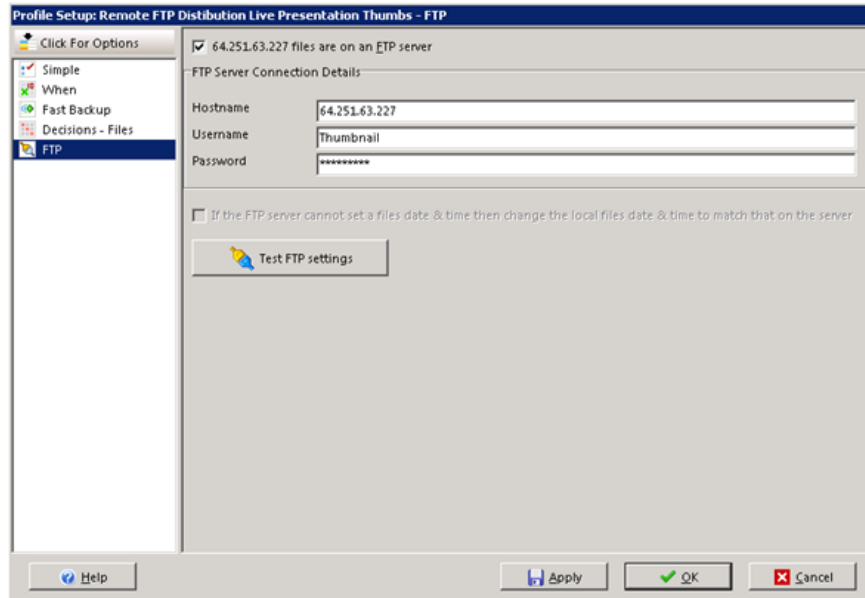 Profile Setup: Remote FTP Distibution Live Presentation Thumbs - FTP
Click For Options
Simple
When
Fast Backup
Decisions - Files
FTP
64.251.63.227 files are on an FTP server
FTP Server Connection Details
Hostname
64.251.63.227
Username
Thumbnail
Password
*********
If the FTP server cannot set a files date & time then change the local files date & time to match that on the server
Test FTP settings
Help
Apply
OK
Cancel